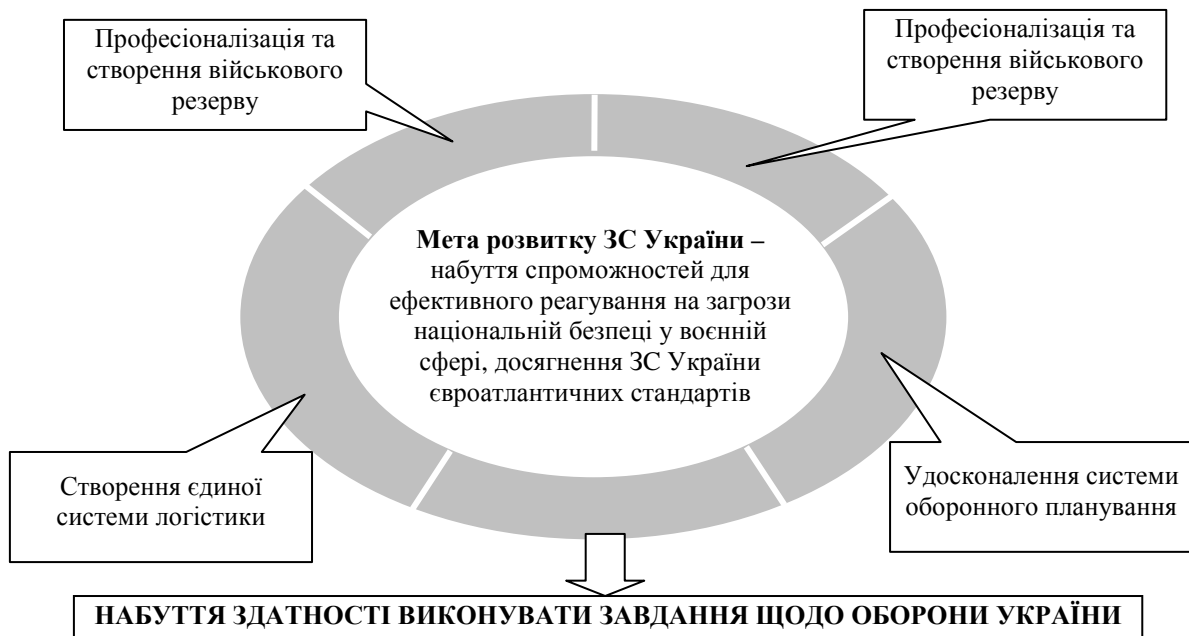 Професіоналізація та
створення військового
резерву
Професіоналізація та
створення військового
резерву
Мета розвитку ЗС України –
набуття спроможностей для
ефективного реагування на загрози
національній безпеці у воєнній
сфері, досягнення ЗС України
євроатлантичних стандартів
Створення єдиної
системи логістики
Удосконалення системи
оборонного планування
НАБУТТЯ ЗДАТНОСТІ ВИКОНУВАТИ ЗАВДАННЯ ЩОДО ОБОРОНИ УКРАЇНИ